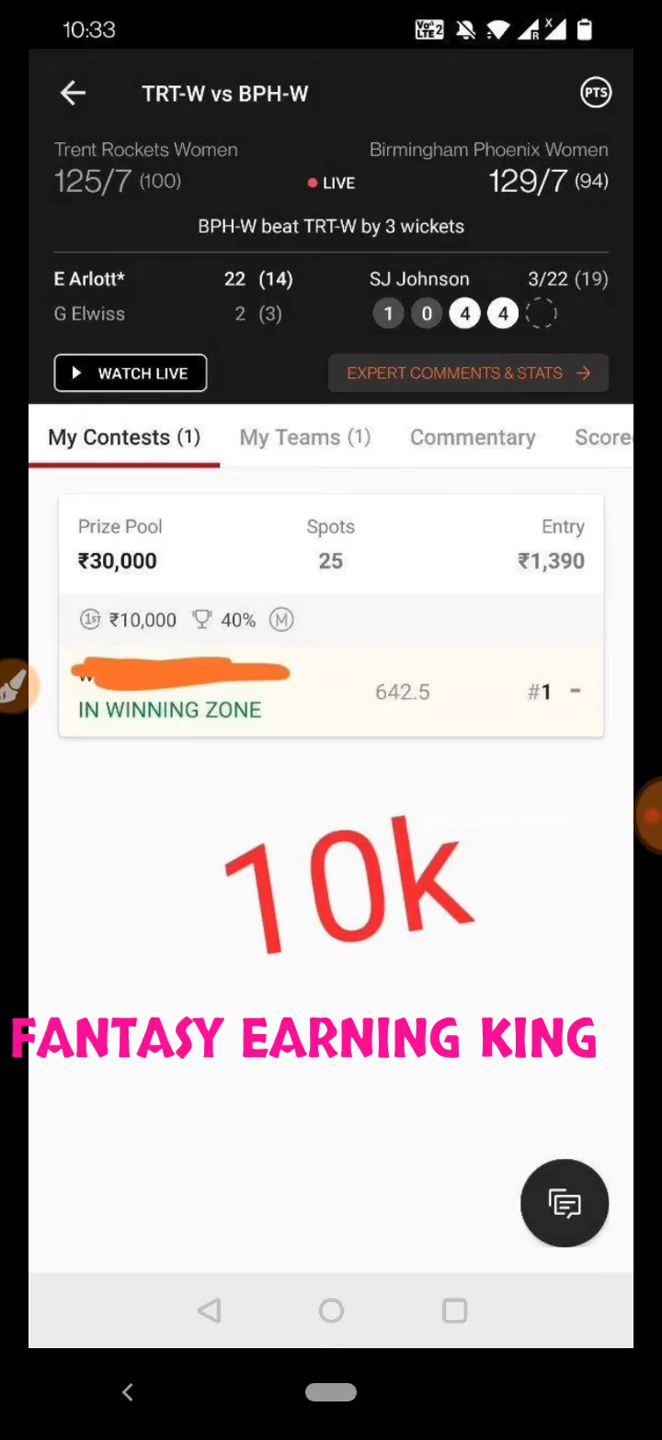 10:33 Vo)) LTE2 R X
TRT-W vs BPH-W PTS
Trent Rockets Women Birmingham Phoenix Women
125/7 (100) LIVE 129/7 (94)
BPH-W beat TRT-W by 3 wickets
E Arlott* 22 (14) SJ Johnson 3/22 (19)
G Elwiss 2 (3) 1 0 4 4
WATCH LIVE EXPERT COMMENTS & STATS
My Contests (1) My Teams (1) Commentary Score
Prize Pool Spots Entry
₹30,000 25 ₹1,390
1st ₹10,000 40% M
642.5 #1 -
IN WINNING ZONE
10k
FANTASY EARNING KING